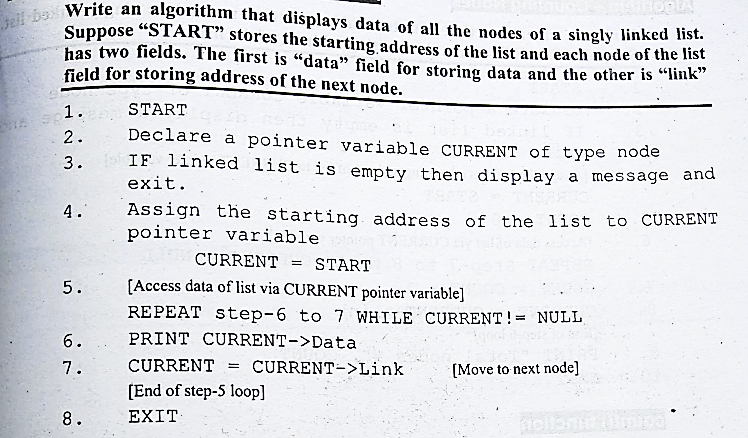 Write an algorithm that displays data of all the nodes of a singly linked list.
Suppose “START” stores the starting address of the list and each node of the list
has two fields. The first is “data” field for storing data and the other is “link”
field for storing address of the next node.
1. START
2. Declare a pointer variable CURRENT of type node
3. IF linked list is empty then display a message and
exit.
4. Assign the starting address of the list to CURRENT
pointer variable
CURRENT = START
5. [Access data of list via CURRENT pointer variable]
REPEAT step-6 to 7 WHILE CURRENT!= NULL
6. PRINT CURRENT->Data
7. CURRENT = CURRENT->Link [Move to next node]
[End of step-5 loop]
8. EXIT